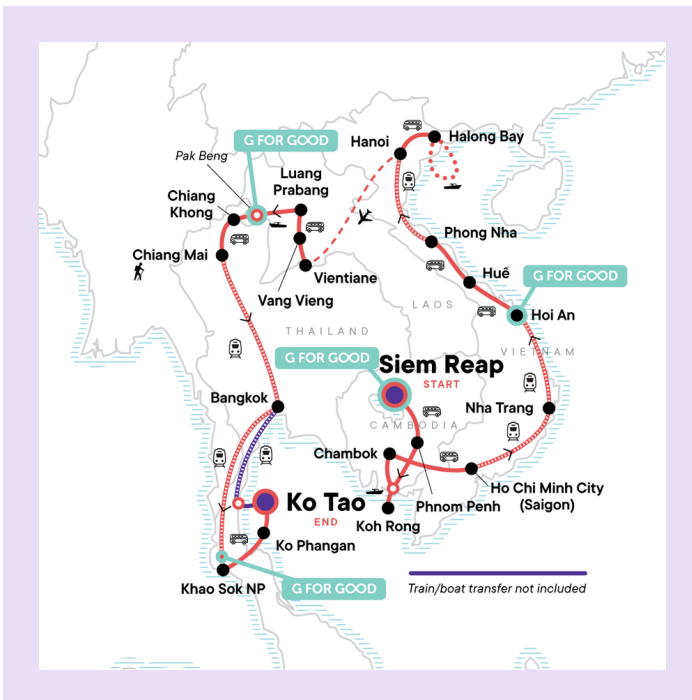 Hanoi
Halong Bay
G FOR GOOD
Pak Beng
Luang
Prabang
Chiang
Khong
Chiang Mai
Phong Nha
Vientiane
Vang Vieng
Huế
G FOR GOOD
Hoi An
LAOS
THAILAND
VIETNAM
G FOR GOOD
Siem Reap
START
Bangkok
Nha Trang
CAMBODIA
Chambok
Ho Chi Minh City
(Saigon)
Phnom Penh
Koh Rong
Ko Tao
END
Ko Phangan
Khao Sok NP
G FOR GOOD
Train/boat transfer not included